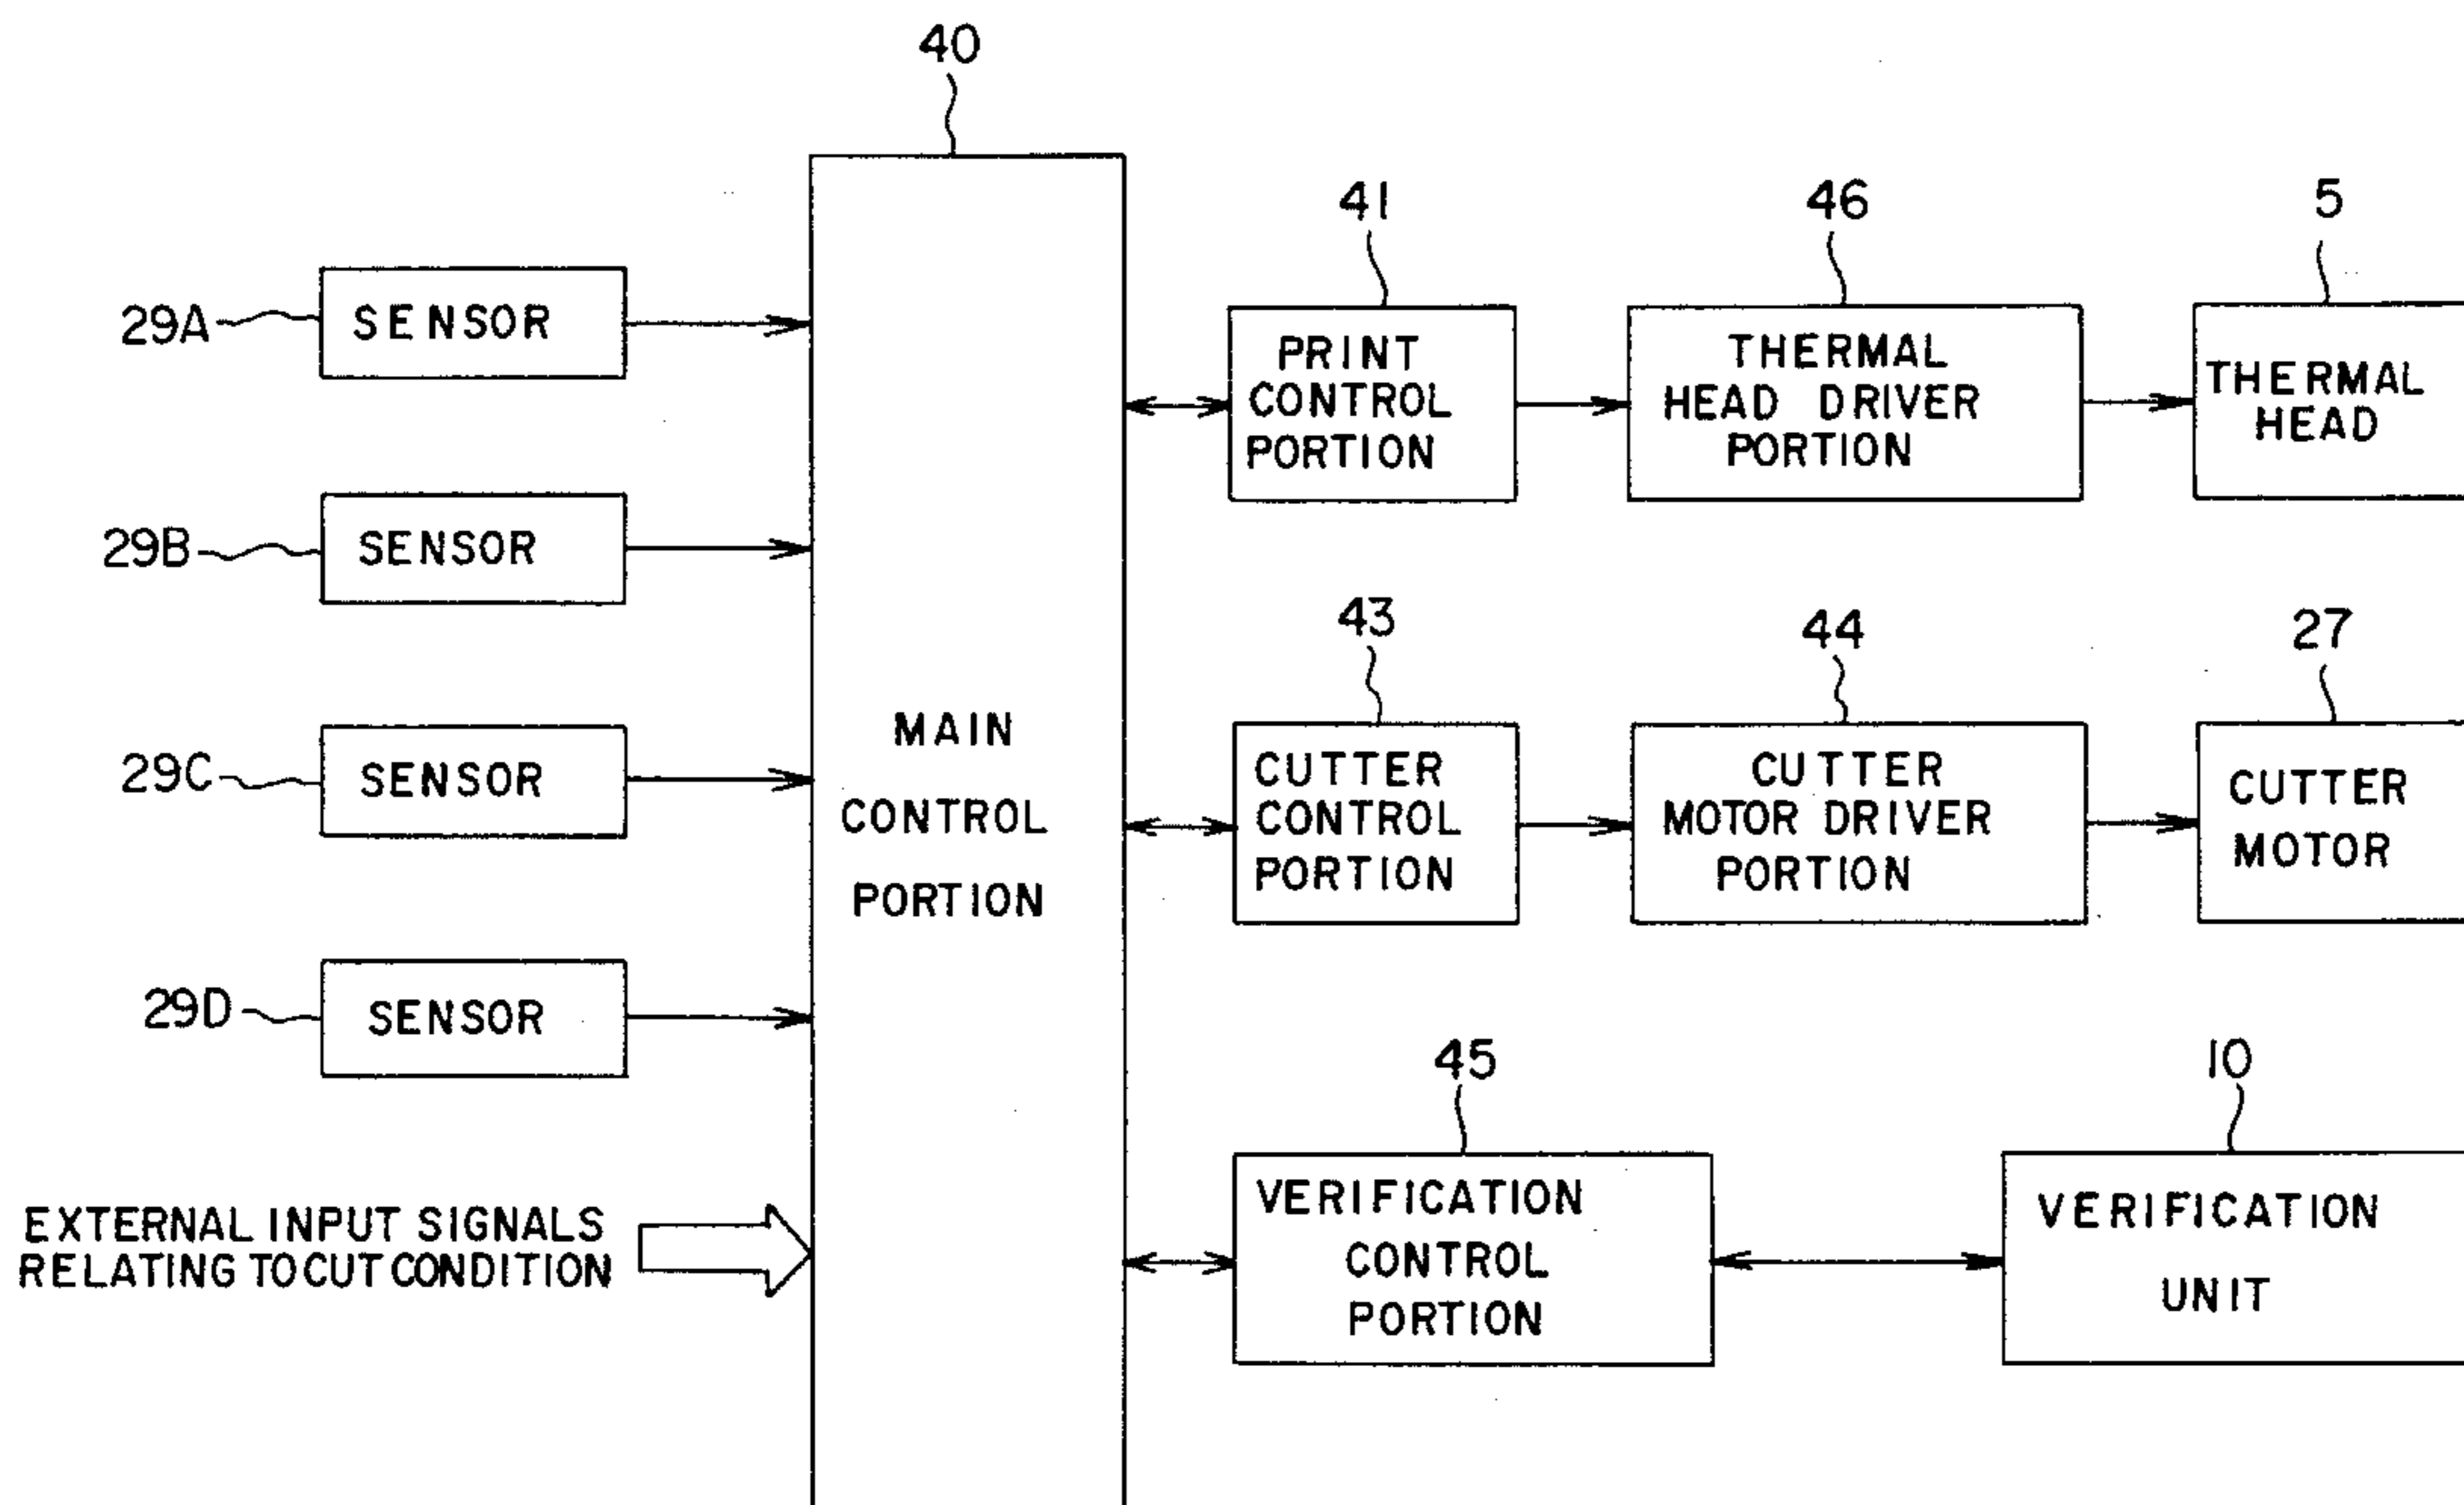 40
41
46
5
29A
SENSOR
PRINT
CONTROL
PORTION
THERMAL
HEAD DRIVER
PORTION
THERMAL
HEAD
29B
SENSOR
43
44
27
29C
SENSOR
MAIN
CONTROL
PORTION
CUTTER
CONTROL
PORTION
CUTTER
MOTOR DRIVER
PORTION
CUTTER
MOTOR
29D
SENSOR
45
10
EXTERNAL INPUT SIGNALS
RELATING TO CUT CONDITION
VERIFICATION
CONTROL
PORTION
VERIFICATION
UNIT